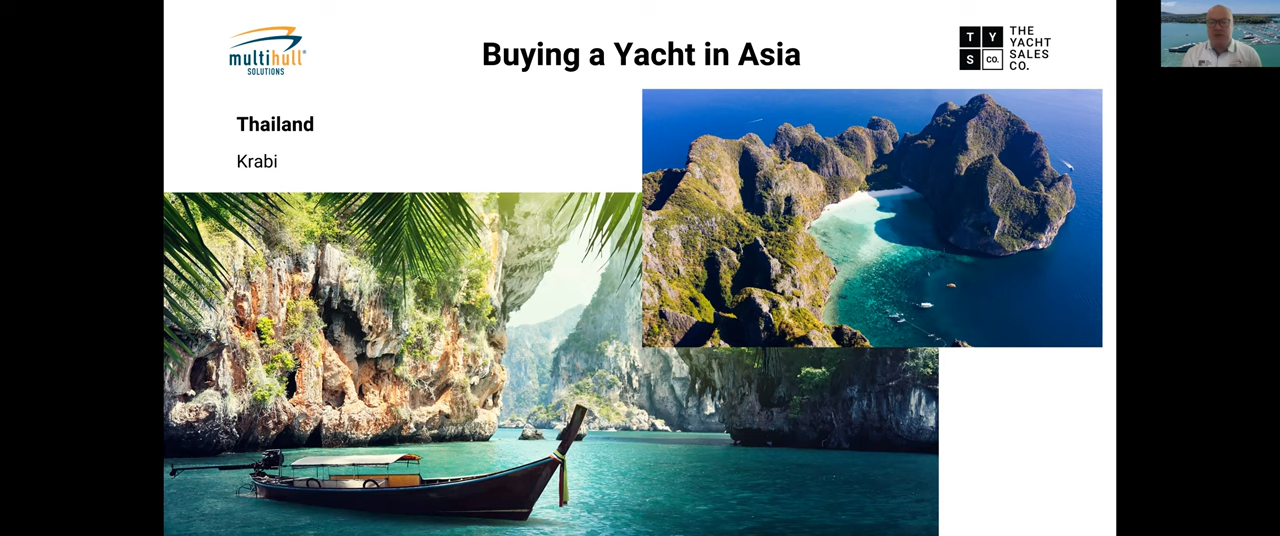 multihull®
SOLUTIONS
Buying a Yacht in Asia
T Y
S CO.
THE
YACHT
SALES
CO.
Thailand
Krabi